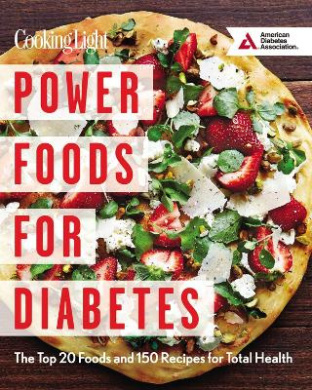 Cooking Light
American
Diabetes
Association.
POWER
FOODS
FOR
DIABETES
The Top 20 Foods and 150 Recipes for Total Health